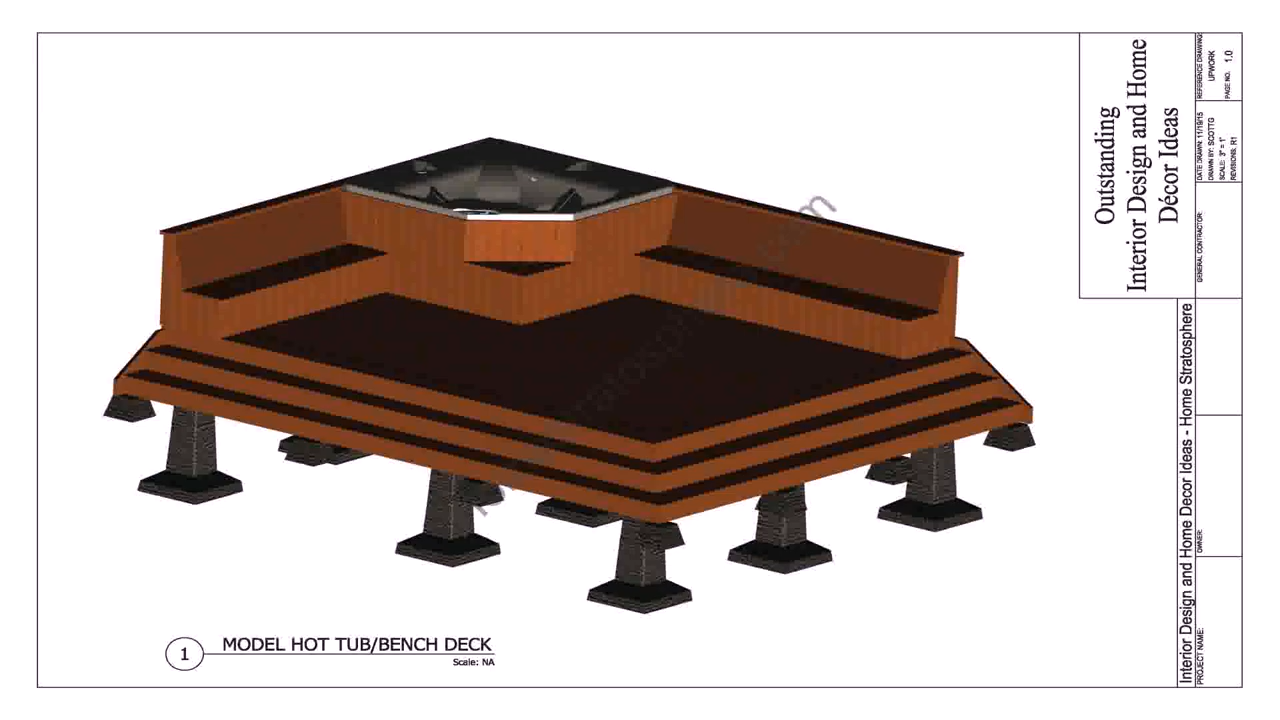 Outstanding
Interior Design and Home
Décor Ideas
REFERENCE DRAWING:
UPWORK
PAGE NO. 1.0
DATE DRAWN: 11/19/15
DRAWN BY: SCOTTG
SCALE: 3" = 1'
REVISIONS: R1
GENERAL CONTRACTOR:
OWNER:
PROJECT NAME:
Interior Design and Home Decor Ideas - Home Stratosphere
1
MODEL HOT TUB/BENCH DECK
Scale: NA